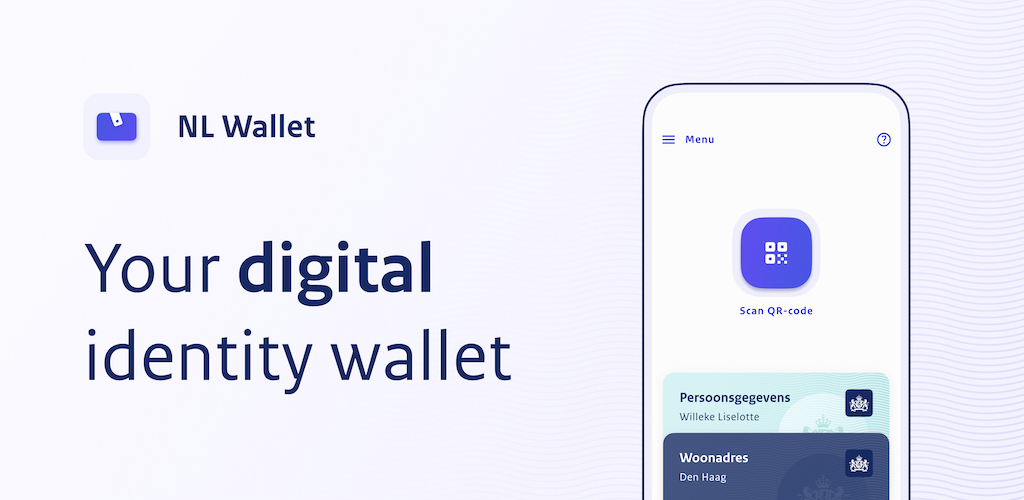 NL Wallet
Your digital
identity wallet
Menu
Scan QR-code
Persoonsgegevens
Willeke Liselotte
Woonadres
Den Haag